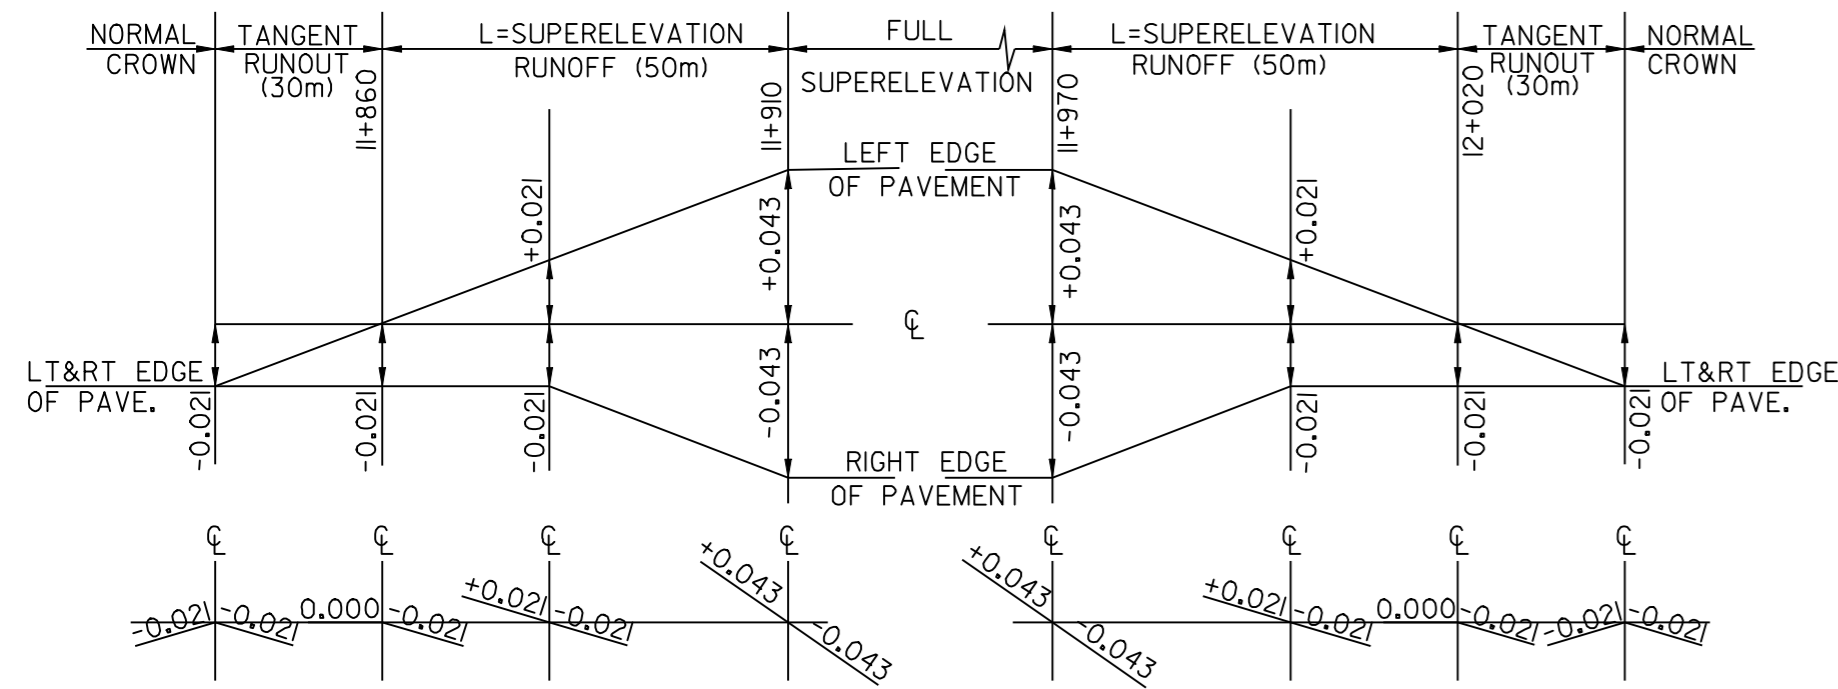 NORMAL
CROWN
TANGENT
RUNOUT
(30m)
L=SUPERELEVATION
RUNOFF (50m)
FULL
SUPERELEVATION
L=SUPERELEVATION
RUNOFF (50m)
TANGENT
RUNOUT
(30m)
NORMAL
CROWN
11+860
11+910
11+970
12+020
LEFT EDGE
OF PAVEMENT
+0.021
+0.043
+0.043
+0.021
℄
LT&RT EDGE
OF PAVE.
LT&RT EDGE
OF PAVE.
-0.021
-0.021
-0.021
-0.043
-0.043
-0.021
-0.021
-0.021
RIGHT EDGE
OF PAVEMENT
℄
℄
℄
℄
℄
℄
℄
℄
-0.021
-0.021
0.000
-0.021
+0.021
-0.021
+0.043
-0.043
+0.043
-0.043
+0.021
-0.021
0.000
-0.021
-0.021
-0.021